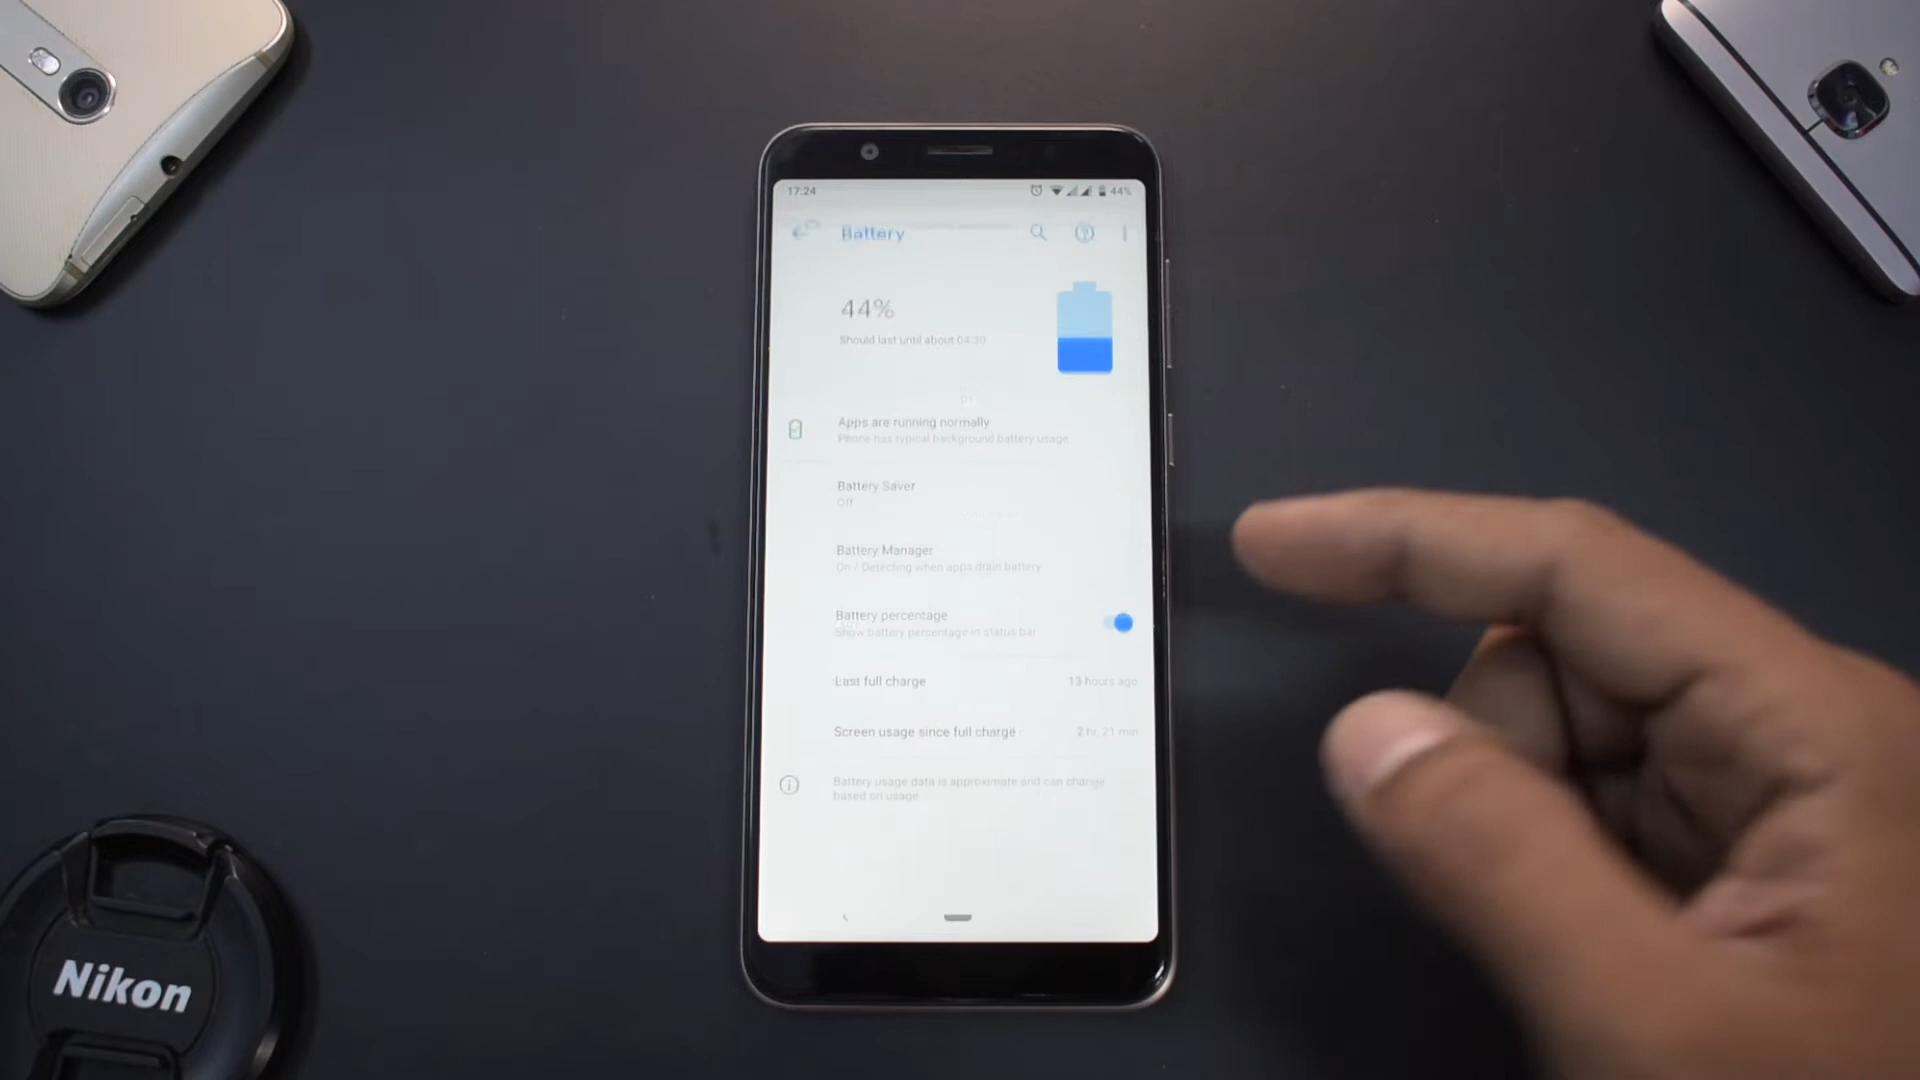 17:24
44%
Battery
44%
Should last until about 04:30
Apps are running normally
Phone has typical background battery usage
Battery Saver
Off
Battery Manager
On / Detecting when apps drain battery
Battery percentage
Show battery percentage in status bar
Last full charge
13 hours ago
Screen usage since full charge
2 hr, 21 min
Battery usage data is approximate and can change
based on usage
Nikon